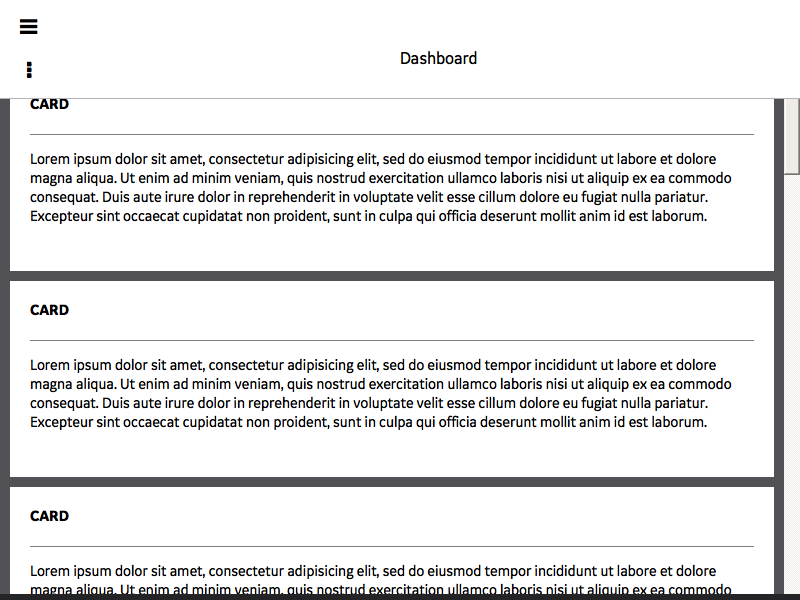 Dashboard
CARD
Lorem ipsum dolor sit amet, consectetur adipisicing elit, sed do eiusmod tempor incididunt ut labore et dolore
magna aliqua. Ut enim ad minim veniam, quis nostrud exercitation ullamco laboris nisi ut aliquip ex ea commodo
consequat. Duis aute irure dolor in reprehenderit in voluptate velit esse cillum dolore eu fugiat nulla pariatur.
Excepteur sint occaecat cupidatat non proident, sunt in culpa qui officia deserunt mollit anim id est laborum.
CARD
Lorem ipsum dolor sit amet, consectetur adipisicing elit, sed do eiusmod tempor incididunt ut labore et dolore
magna aliqua. Ut enim ad minim veniam, quis nostrud exercitation ullamco laboris nisi ut aliquip ex ea commodo
consequat. Duis aute irure dolor in reprehenderit in voluptate velit esse cillum dolore eu fugiat nulla pariatur.
Excepteur sint occaecat cupidatat non proident, sunt in culpa qui officia deserunt mollit anim id est laborum.
CARD
Lorem ipsum dolor sit amet, consectetur adipisicing elit, sed do eiusmod tempor incididunt ut labore et dolore
magna aliqua. Ut enim ad minim veniam, quis nostrud exercitation ullamco laboris nisi ut aliquip ex ea commodo